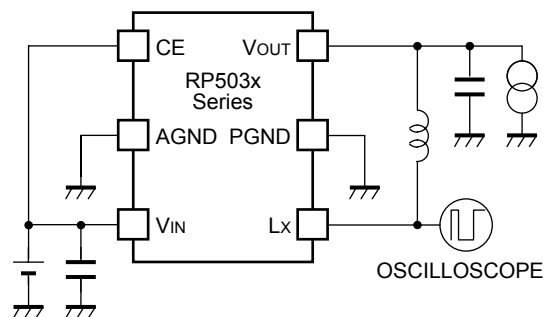 CE
VOUT
RP503x
Series
AGND
PGND
VIN
LX
OSCILLOSCOPE